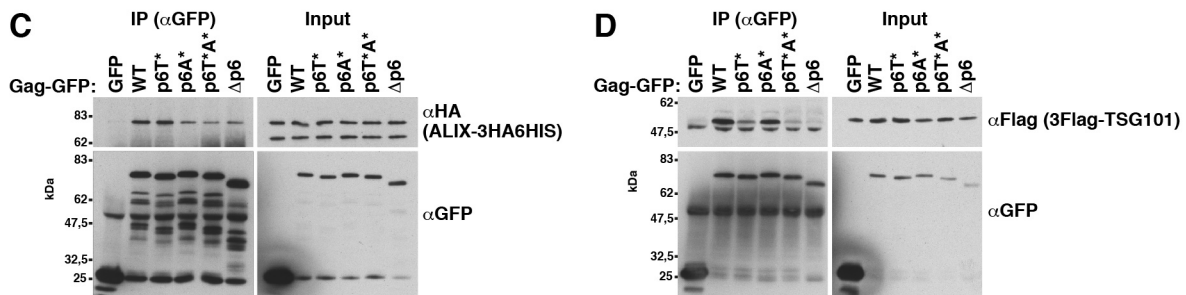 C
IP (αGFP) Input
Gag-GFP: GFP WT p6T* p6A* p6T*A* Δp6 GFP WT p6T* p6A* p6T*A* Δp6
83-
62-
αHA
(ALIX-3HA6HIS)
83-
62-
47,5-
32,5-
25-
kDa
αGFP
D
IP (αGFP) Input
Gag-GFP: GFP WT p6T* p6A* p6T*A* Δp6 GFP WT p6T* p6A* p6T*A* Δp6
62-
47,5-
αFlag (3Flag-TSG101)
83-
62-
47,5-
32,5-
25-
kDa
αGFP